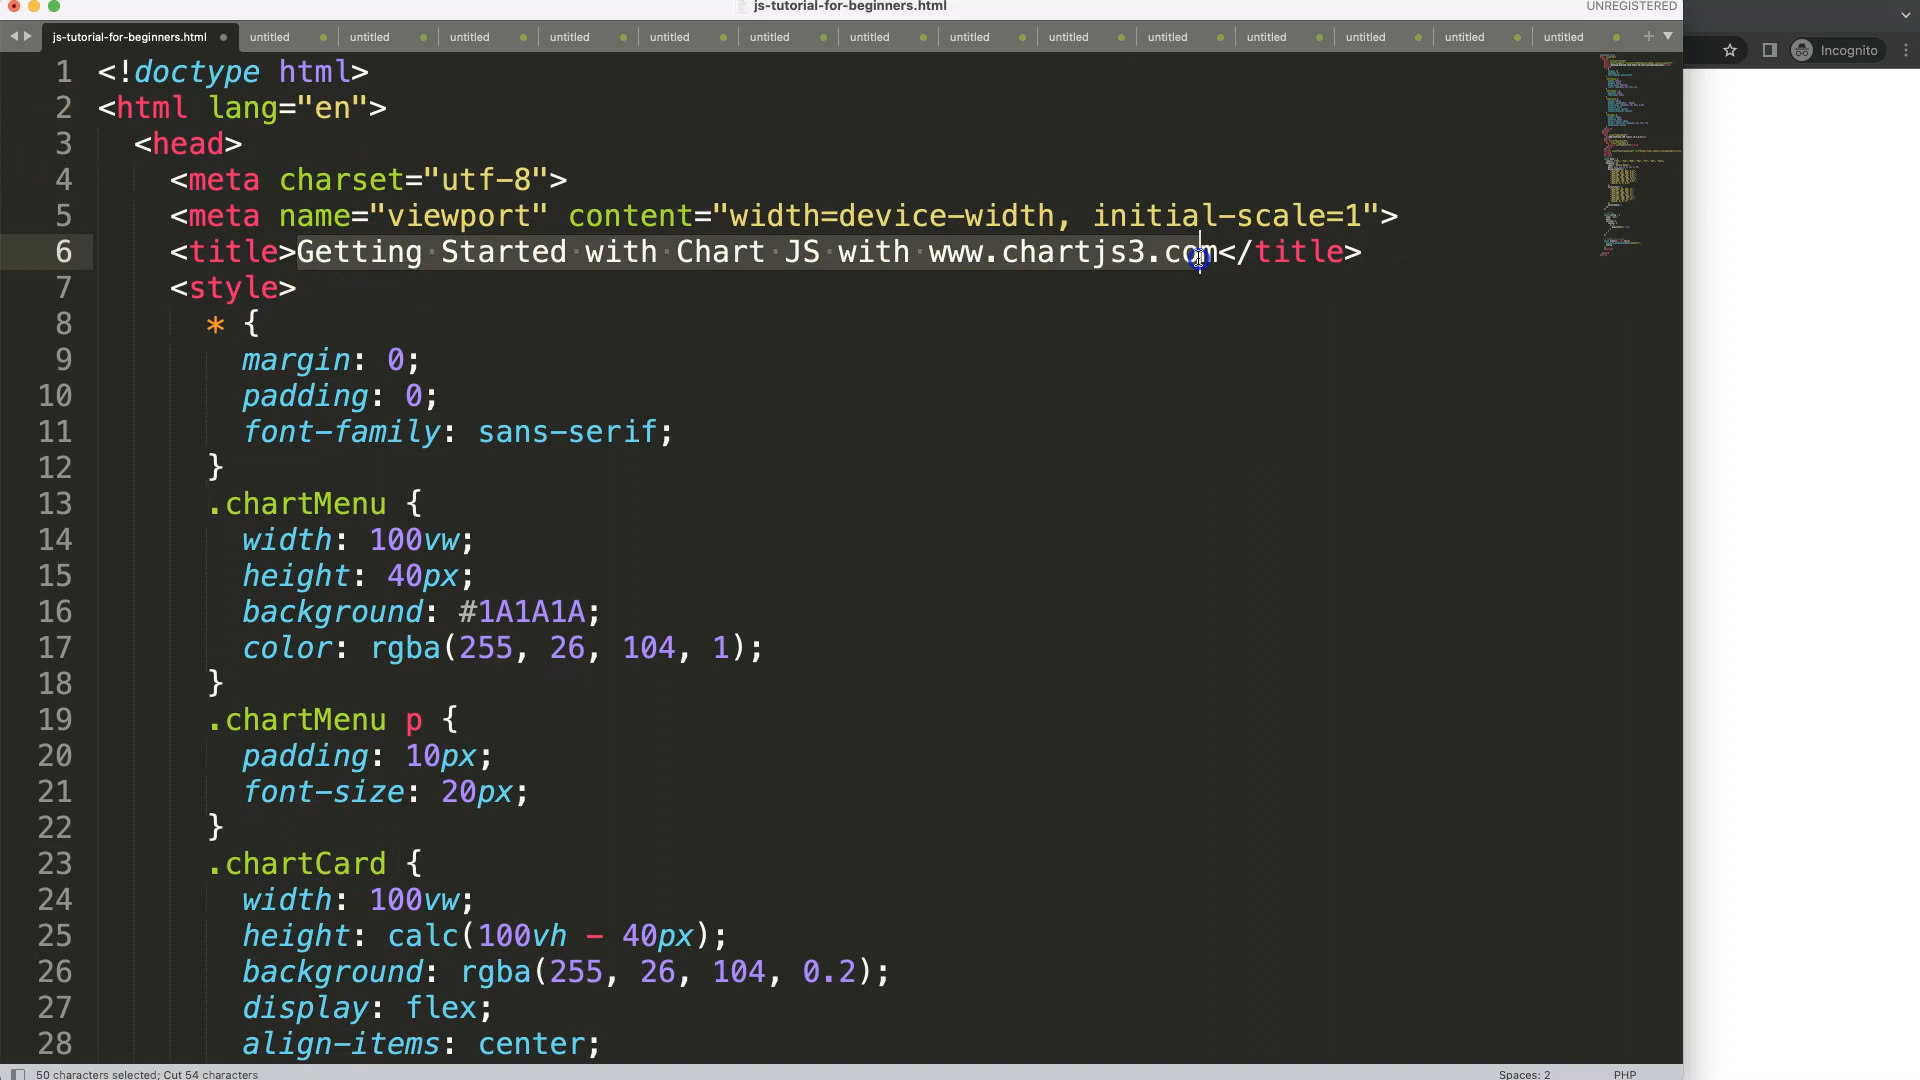 js-tutorial-for-beginners.html
UNREGISTERED
js-tutorial-for-beginners.html untitled untitled untitled untitled untitled untitled untitled untitled untitled untitled untitled untitled untitled untitled
Incognito
1 <!doctype html>
2 <html lang="en">
3 <head>
4 <meta charset="utf-8">
5 <meta name="viewport" content="width=device-width, initial-scale=1">
6 <title>Getting Started with Chart JS with www.chartjs3.com</title>
7 <style>
8 * {
9 margin: 0;
10 padding: 0;
11 font-family: sans-serif;
12 }
13 .chartMenu {
14 width: 100vw;
15 height: 40px;
16 background: #1A1A1A;
17 color: rgba(255, 26, 104, 1);
18 }
19 .chartMenu p {
20 padding: 10px;
21 font-size: 20px;
22 }
23 .chartCard {
24 width: 100vw;
25 height: calc(100vh - 40px);
26 background: rgba(255, 26, 104, 0.2);
27 display: flex;
28 align-items: center;
50 characters selected; Cut 54 characters
Spaces: 2
PHP